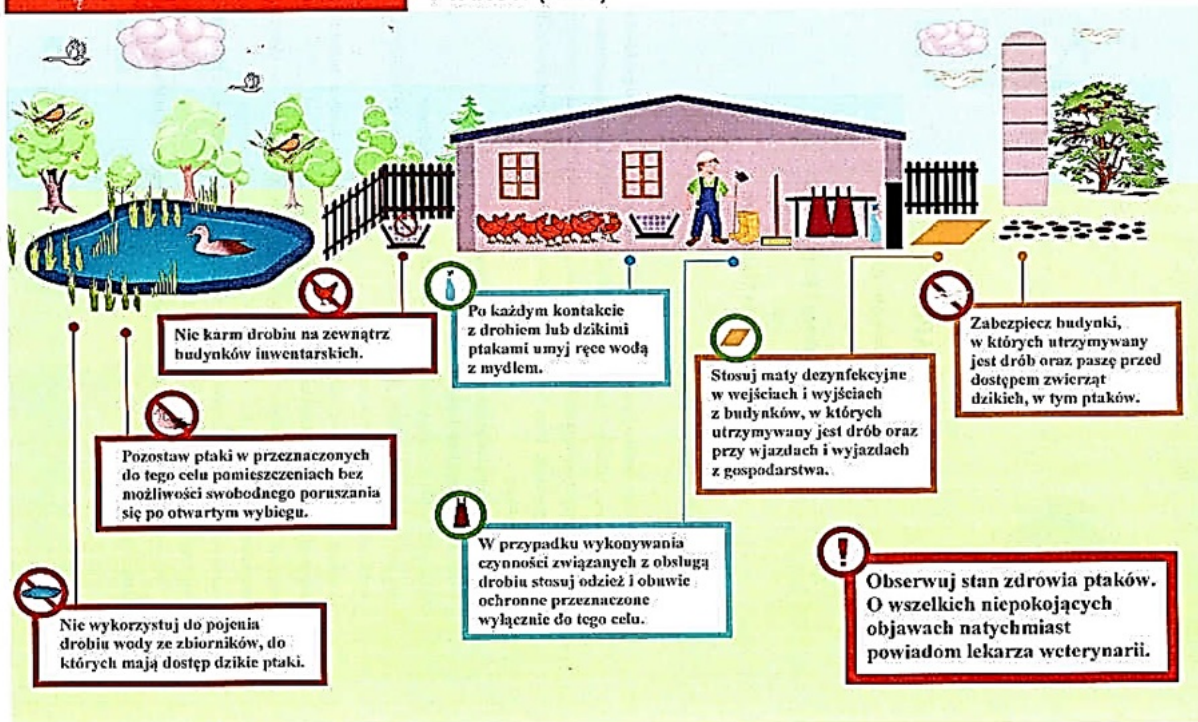 Nie karm drobiu na zewnątrz
budynków inwentarskich.
Po każdym kontakcie
z drobiem lub dzikimi
ptakami umyj ręce wodą
z mydłem.
Stosuj maty dezynfekcyjne
w wejściach i wyjściach
z budynków, w których
utrzymywany jest drób oraz
przy wjazdach i wyjazdach
z gospodarstwa.
Zabezpiecz budynki,
w których utrzymywany
jest drób oraz paszę przed
dostępem zwierząt
dzikich, w tym ptaków.
Pozostaw ptaki w przeznaczonych
do tego celu pomieszczeniach bez
możliwości swobodnego poruszania
się po otwartym wybiegu.
W przypadku wykonywania
czynności związanych z obsługą
drobiu stosuj odzież i obuwie
ochronne przeznaczone
wyłącznie do tego celu.
Nie wykorzystuj do pojenia
drobiu wody ze zbiorników, do
których mają dostęp dzikie ptaki.
!
Obserwuj stan zdrowia ptaków.
O wszelkich niepokojących
objawach natychmiast
powiadom lekarza weterynarii.